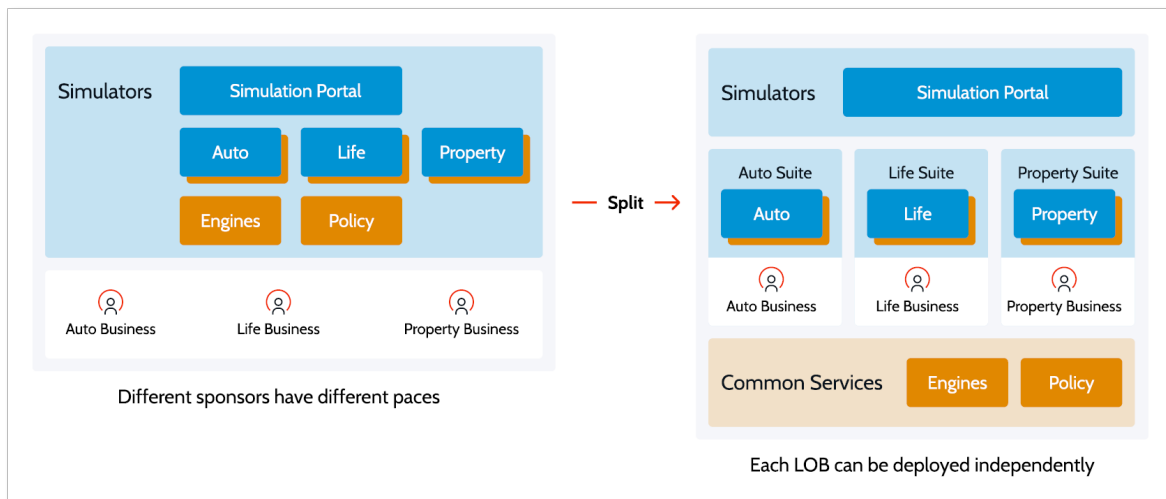 Simulators
Simulation Portal
Auto
Life
Property
Engines
Policy
Auto Business
Life Business
Property Business
Different sponsors have different paces
Split
Simulators
Simulation Portal
Auto Suite
Life Suite
Property Suite
Auto
Life
Property
Auto Business
Life Business
Property Business
Common Services
Engines
Policy
Each LOB can be deployed independently